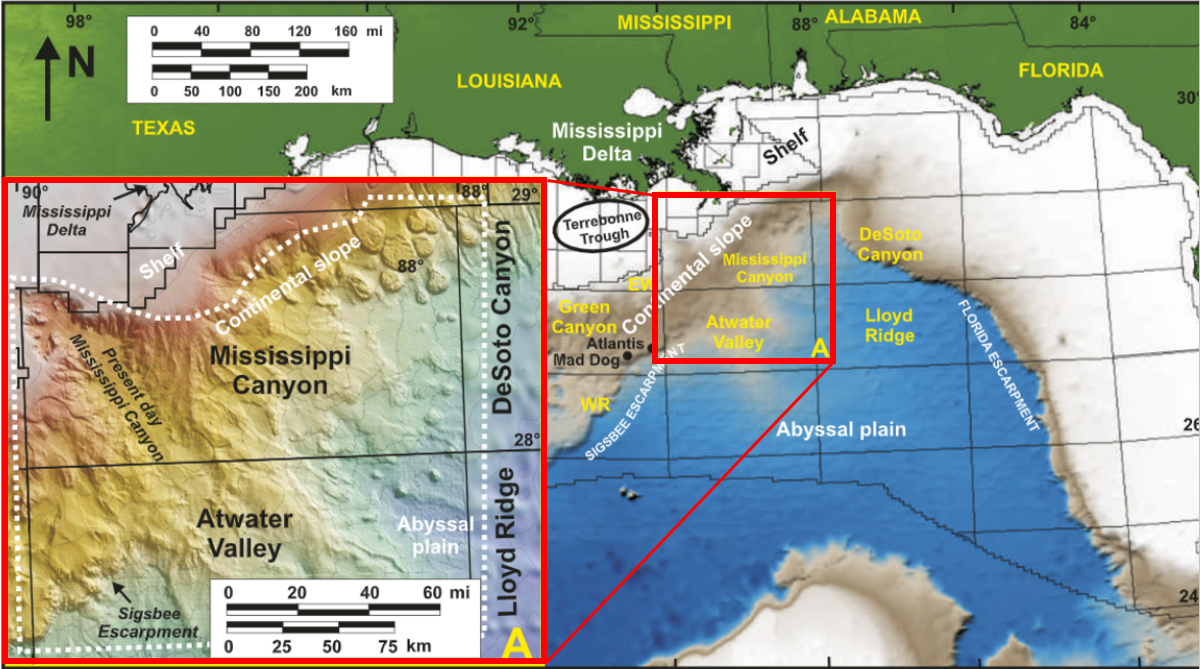 98°
92°
88°
84°
0 40 80 120 160 mi
0 50 100 150 200 km
N
MISSISSIPPI
ALABAMA
LOUISIANA
FLORIDA
TEXAS
30°
Mississippi
Delta
Shelf
Terrebonne
Trough
Continental slope
Mississippi
Canyon
DeSoto
Canyon
EW
Green
Canyon
Atwater
Valley
Lloyd
Ridge
Atlantis
Mad Dog
A
WR
SIGSBEE ESCARPMENT
FLORIDA ESCARPMENT
Abyssal plain
26
24
90°
88°
29°
Mississippi
Delta
Shelf
Continental slope
88°
DeSoto Canyon
Mississippi
Canyon
Present day
Mississippi Canyon
28°
Atwater
Valley
Abyssal
plain
Lloyd Ridge
Sigsbee
Escarpment
0 20 40 60 mi
0 25 50 75 km
A